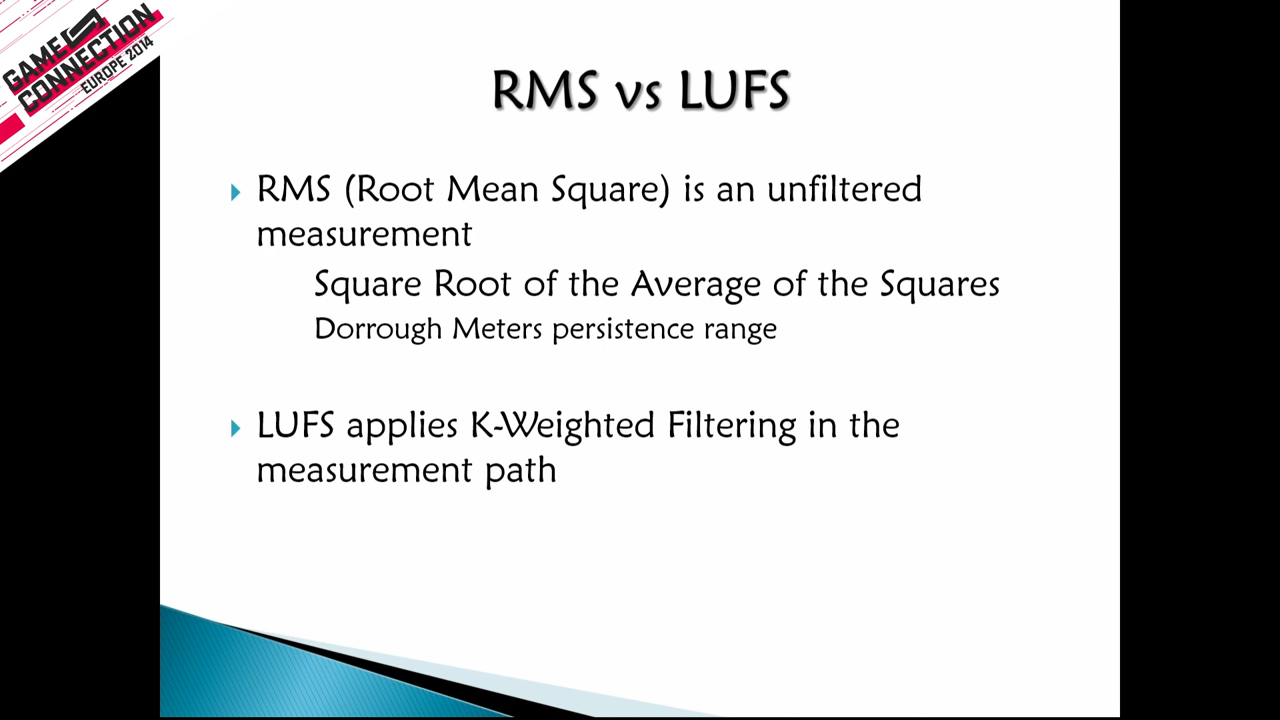 GAME
CONNECTION
EUROPE 2014
RMS vs LUFS
RMS (Root Mean Square) is an unfiltered
measurement
Square Root of the Average of the Squares
Dorrough Meters persistence range
LUFS applies K-Weighted Filtering in the
measurement path